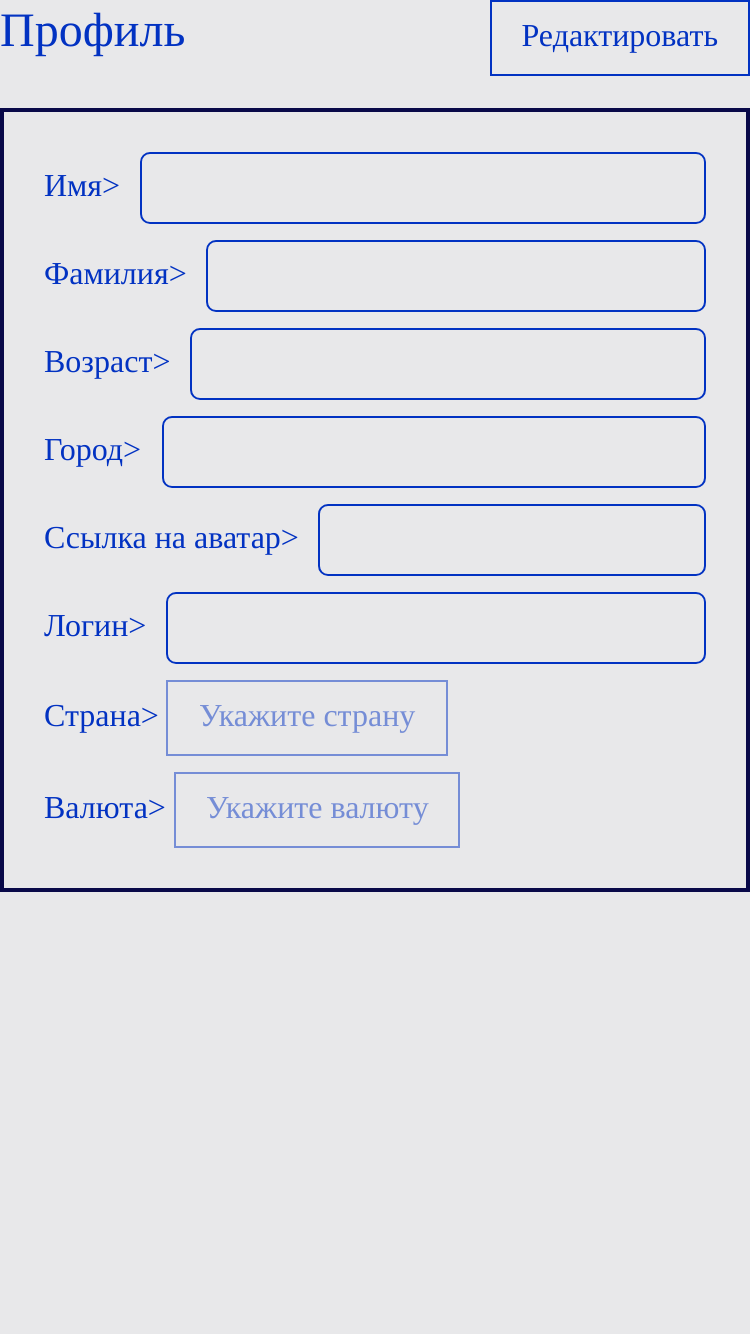 Профиль
Редактировать
Имя>
Фамилия>
Возраст>
Город>
Ссылка на аватар>
Логин>
Страна> Укажите страну
Валюта> Укажите валюту